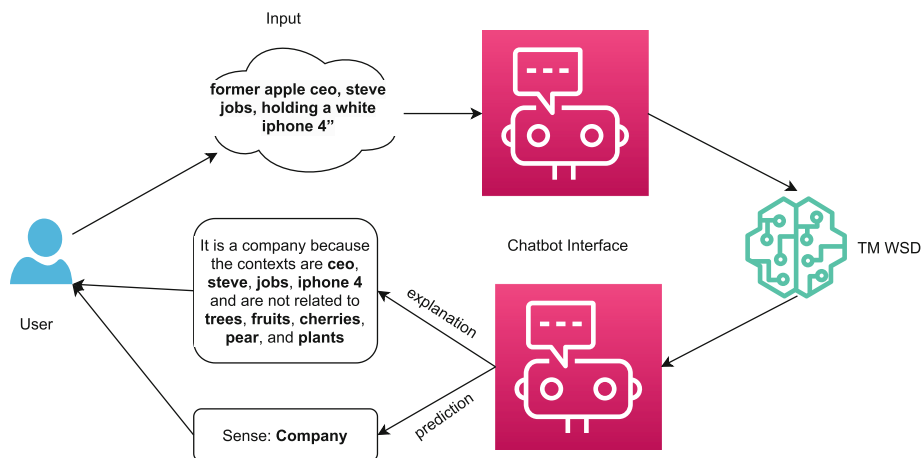 Input
former apple ceo, steve
jobs, holding a white
iphone 4”
It is a company because
the contexts are ceo,
steve, jobs, iphone 4
and are not related to
trees, fruits, cherries,
pear, and plants
Chatbot Interface
TM WSD
User
explanation
prediction
Sense: Company